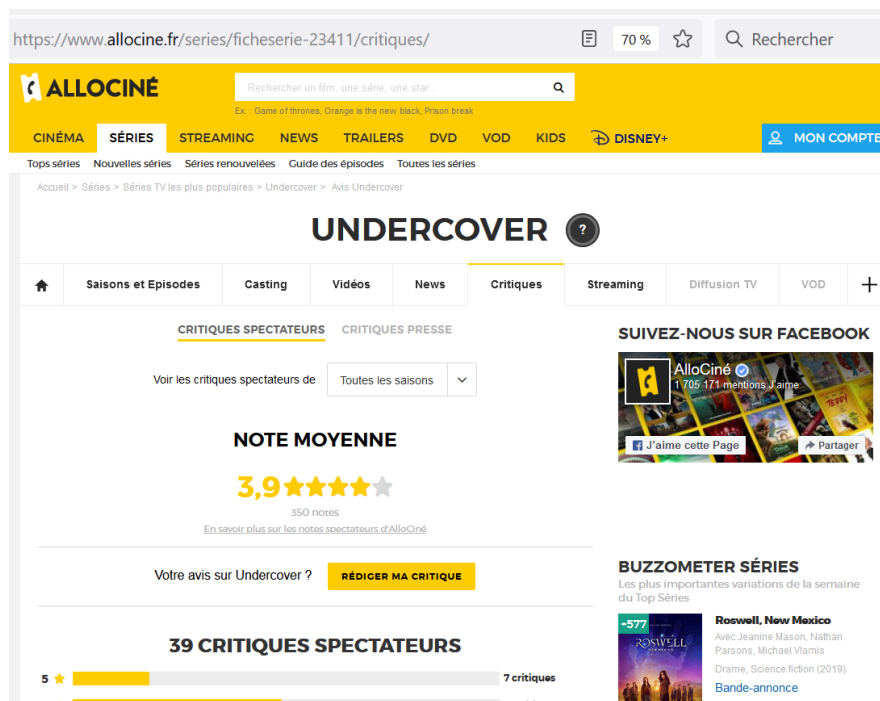 https://www.allocine.fr/series/ficheserie-23411/critiques/
70 %
Rechercher
ALLOCINÉ
Rechercher un film, une série, une star...
Ex. : Game of thrones, Orange is the new black, Prison break
CINÉMA SÉRIES STREAMING NEWS TRAILERS DVD VOD KIDS DISNEY+ MON COMPTE
Tops séries Nouvelles séries Séries renouvelées Guide des épisodes Toutes les séries
Accueil > Séries > Séries TV les plus populaires > Undercover > Avis Undercover
UNDERCOVER ?
Saisons et Episodes Casting Vidéos News Critiques Streaming Diffusion TV VOD +
CRITIQUES SPECTATEURS CRITIQUES PRESSE
Voir les critiques spectateurs de Toutes les saisons
NOTE MOYENNE
3,9
350 notes
En savoir plus sur les notes spectateurs d'AlloCiné
Votre avis sur Undercover ? RÉDIGER MA CRITIQUE
39 CRITIQUES SPECTATEURS
5 7 critiques
SUIVEZ-NOUS SUR FACEBOOK
AlloCiné
1 705 171 mentions J'aime
TEDDY
J'aime cette Page Partager
BUZZOMETER SÉRIES
Les plus importantes variations de la semaine
du Top Séries
+577
ROSWELL
NEW MEXICO
Roswell, New Mexico
Avec Jeanine Mason, Nathan
Parsons, Michael Vlamis
Drame, Science fiction (2019)
Bande-annonce